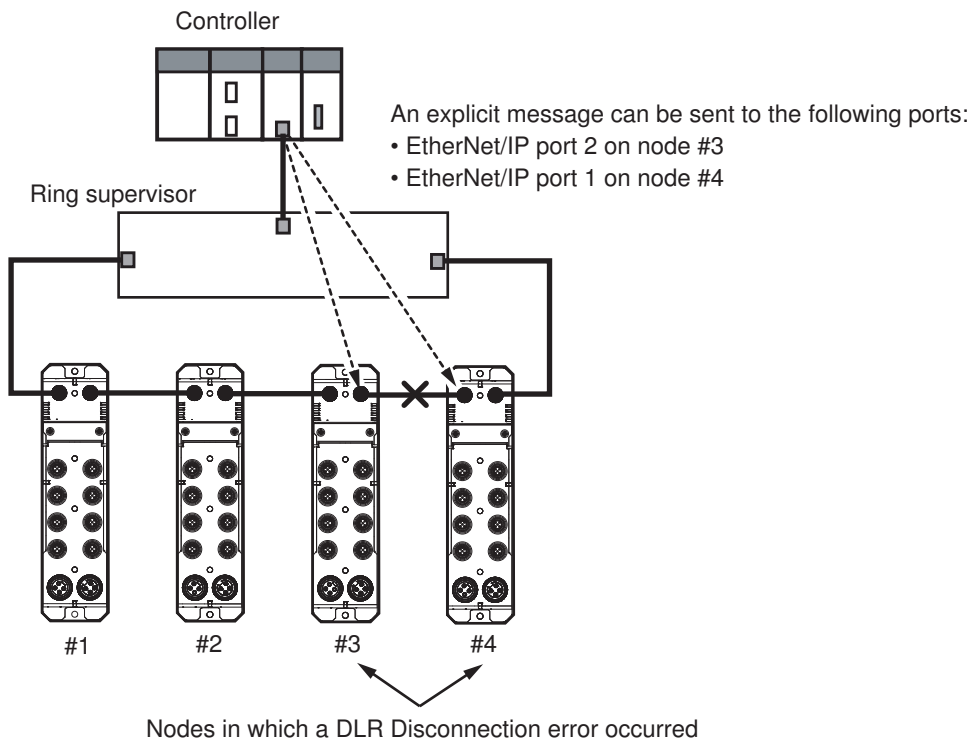 Controller
An explicit message can be sent to the following ports:
• EtherNet/IP port 2 on node #3
• EtherNet/IP port 1 on node #4
Ring supervisor
#1
#2
#3
#4
Nodes in which a DLR Disconnection error occurred